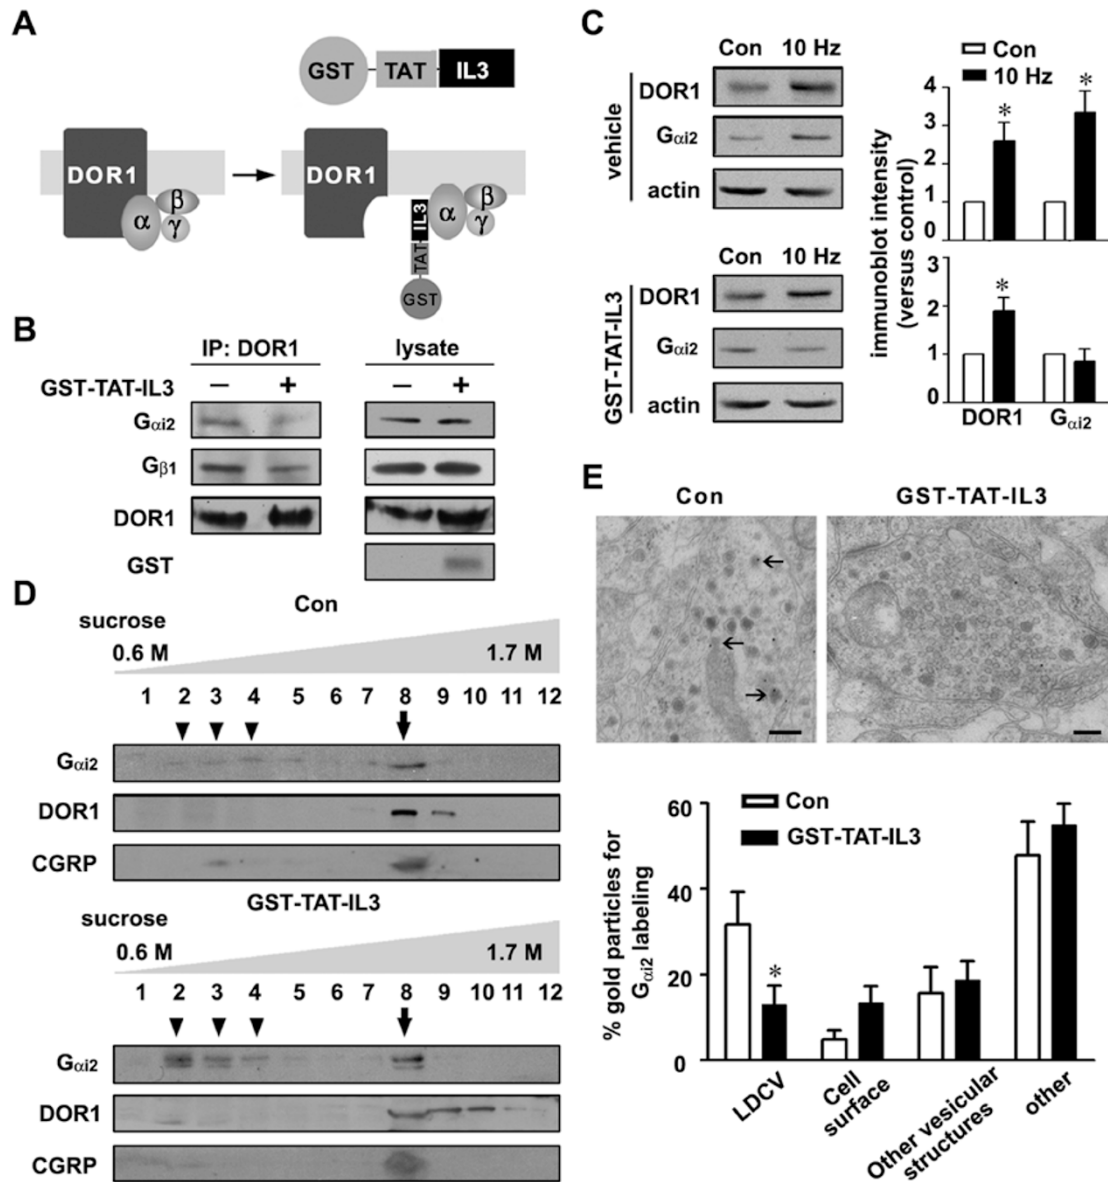 A
GST TAT IL3
DOR1 α β γ
DOR1 IL3 α β γ
TAT
GST
B
IP: DOR1 lysate
GST-TAT-IL3 – + – +
Gαi2
Gβ1
DOR1
GST
C
Con 10 Hz
vehicle
DOR1
Gαi2
actin
Con 10 Hz
GST-TAT-IL3
DOR1
Gαi2
actin
Con
10 Hz
immunoblot intensity
(versus control)
4
3
2
1
0
* *
3
2
1
0
*
DOR1 Gαi2
D
Con
sucrose
0.6 M 1.7 M
1 2 3 4 5 6 7 8 9 10 11 12
Gαi2
DOR1
CGRP
GST-TAT-IL3
sucrose
0.6 M 1.7 M
1 2 3 4 5 6 7 8 9 10 11 12
Gαi2
DOR1
CGRP
E
Con GST-TAT-IL3
% gold particles for
Gαi2 labeling
60
40
20
0
Con
GST-TAT-IL3
*
LDCV
Cell
surface
Other vesicular
structures
other